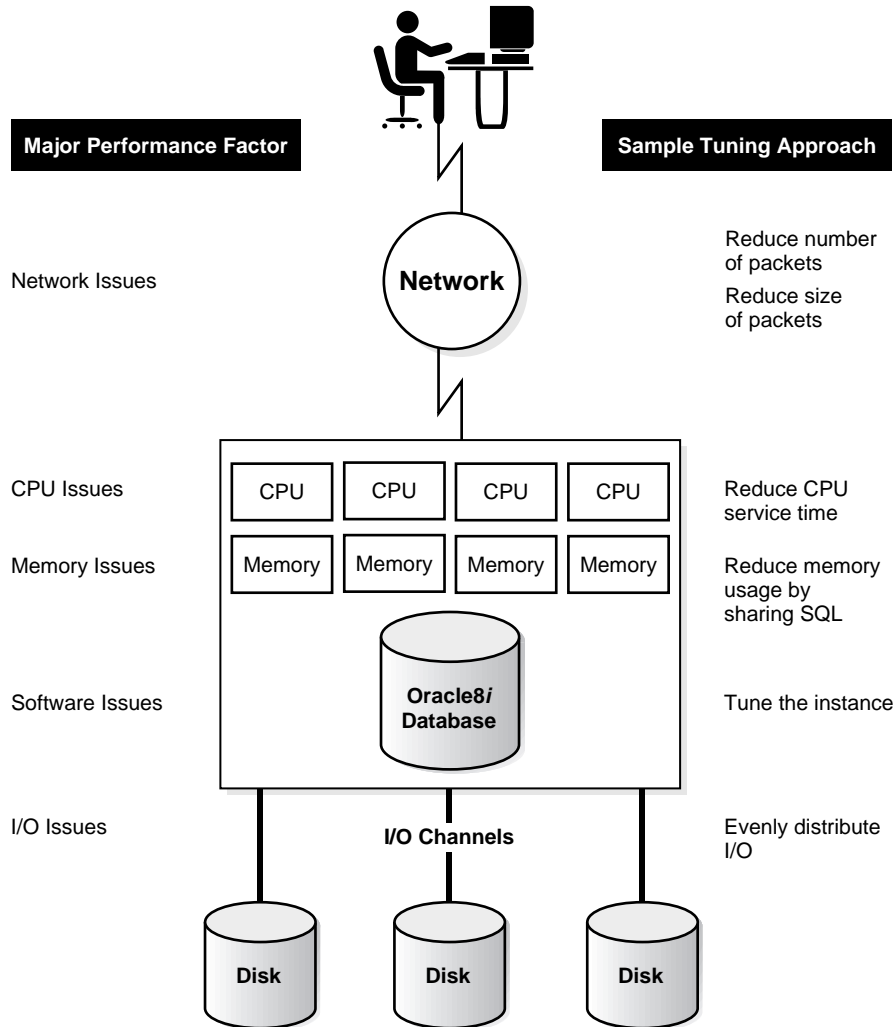 Major Performance Factor
Sample Tuning Approach
Network Issues
Network
Reduce number
of packets
Reduce size
of packets
CPU Issues
CPU
CPU
CPU
CPU
Reduce CPU
service time
Memory Issues
Memory
Memory
Memory
Memory
Reduce memory
usage by
sharing SQL
Software Issues
Oracle8i
Database
Tune the instance
I/O Issues
I/O Channels
Evenly distribute
I/O
Disk
Disk
Disk